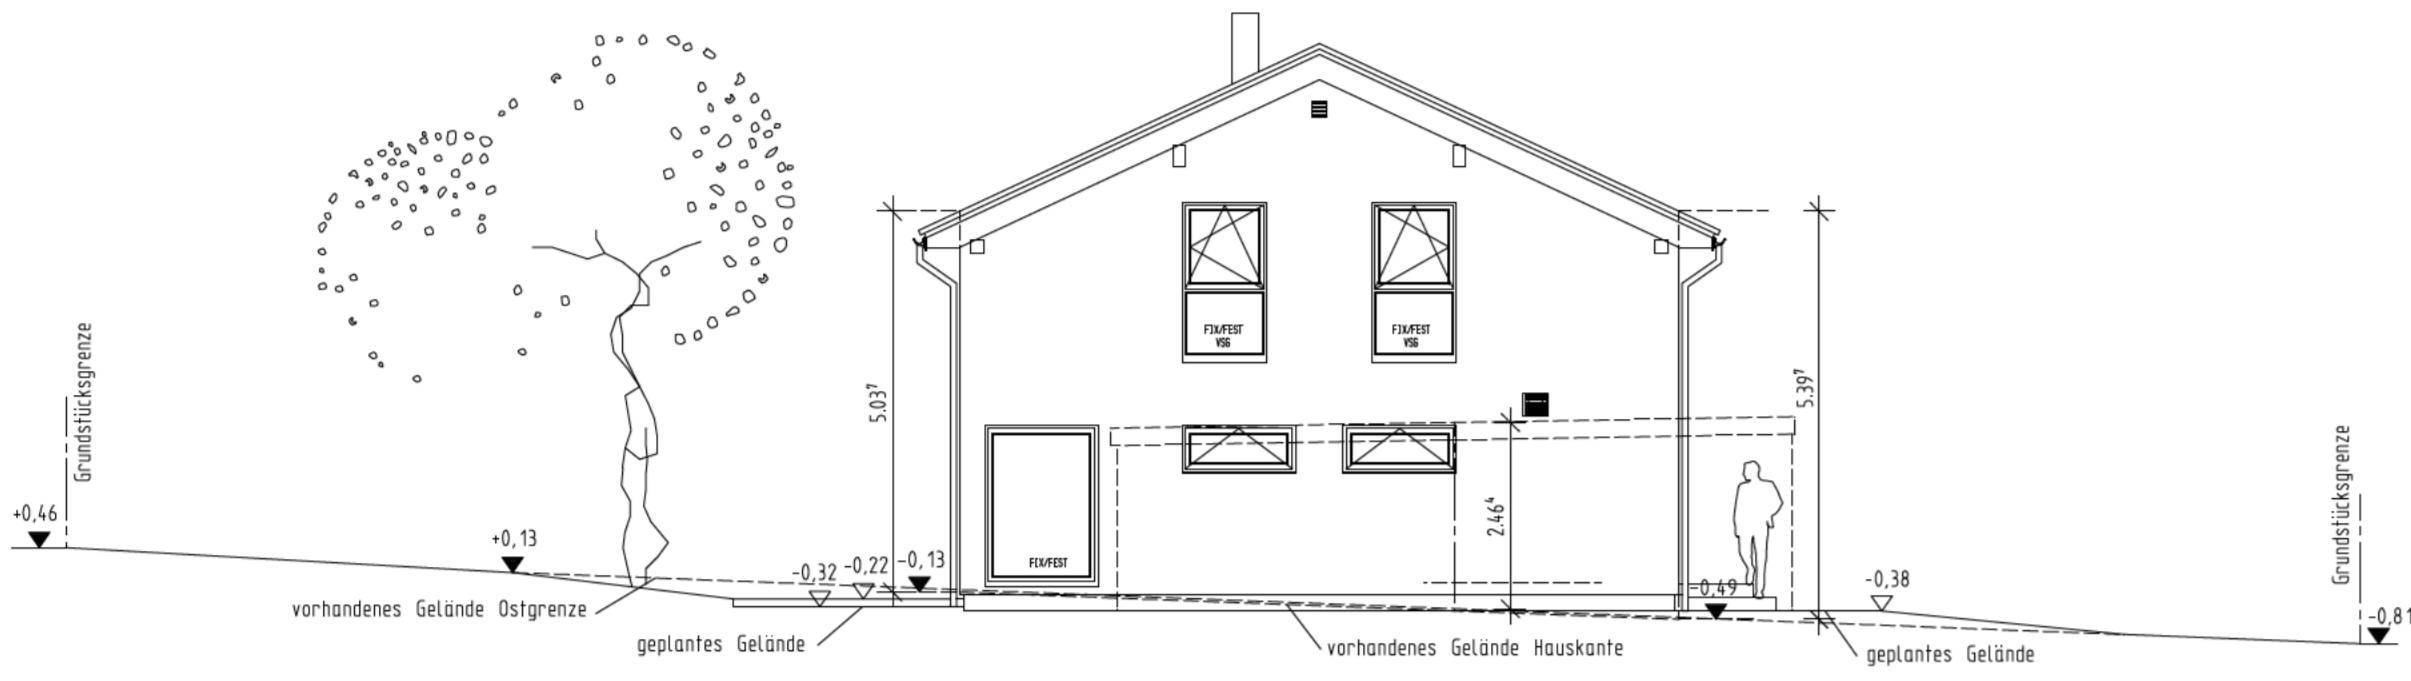 Grundstücksgrenze
+0,46
+0,13
vorhandenes Gelände Ostgrenze
-0,32
-0,22
-0,13
geplantes Gelände
5.03⁷
FIX/FEST
VSG
FIX/FEST
VSG
FIX/FEST
2.46⁴
vorhandenes Gelände Hauskante
5.39⁷
-0,49
-0,38
geplantes Gelände
Grundstücksgrenze
-0,81